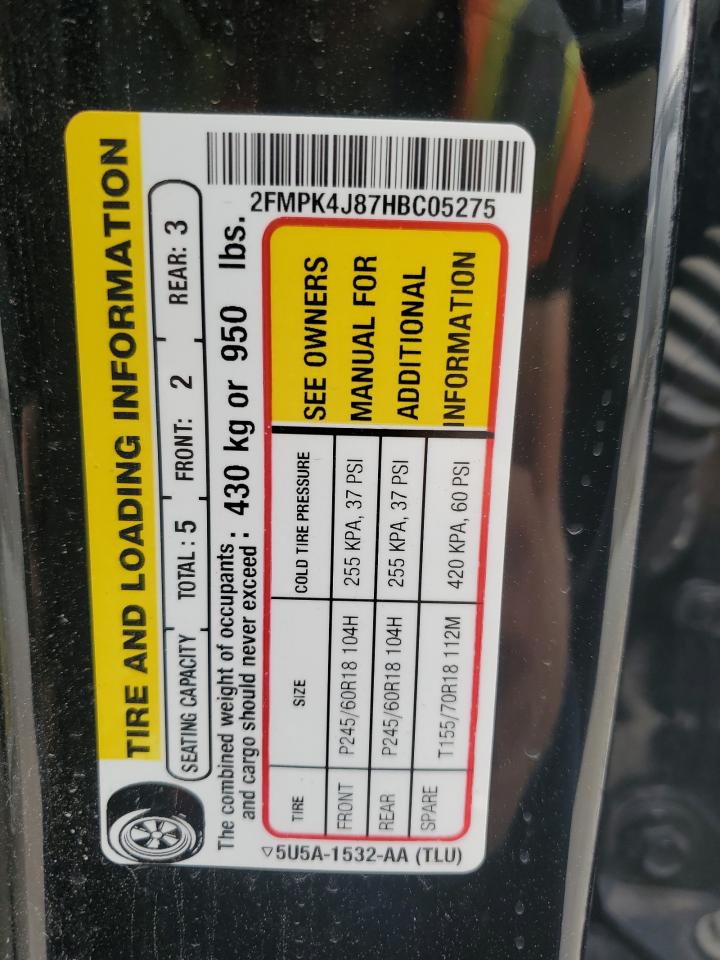 TIRE AND LOADING INFORMATION
SEATING CAPACITY TOTAL : 5 FRONT: 2 REAR: 3
The combined weight of occupants : 430 kg or 950 lbs.
and cargo should never exceed
TIRE SIZE COLD TIRE PRESSURE
FRONT P245/60R18 104H 255 KPA, 37 PSI
REAR P245/60R18 104H 255 KPA, 37 PSI
SPARE T155/70R18 112M 420 KPA, 60 PSI
SEE OWNERS
MANUAL FOR
ADDITIONAL
INFORMATION
5U5A-1532-AA (TLU)
2FMPK4J87HBC05275